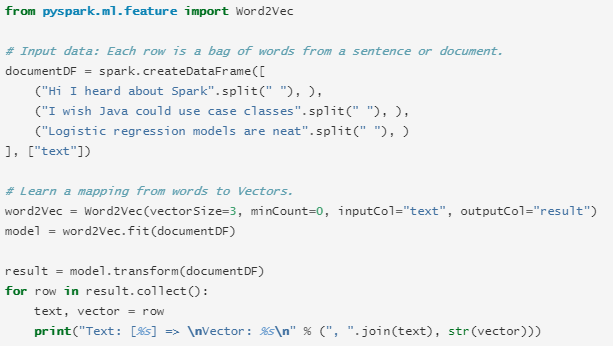 from pyspark.ml.feature import Word2Vec

# Input data: Each row is a bag of words from a sentence or document.
documentDF = spark.createDataFrame([
    ("Hi I heard about Spark".split(" "), ),
    ("I wish Java could use case classes".split(" "), ),
    ("Logistic regression models are neat".split(" "), )
], ["text"])

# Learn a mapping from words to Vectors.
word2Vec = Word2Vec(vectorSize=3, minCount=0, inputCol="text", outputCol="result")
model = word2Vec.fit(documentDF)

result = model.transform(documentDF)
for row in result.collect():
    text, vector = row
    print("Text: [%s] => \nVector: %s\n" % (", ".join(text), str(vector)))